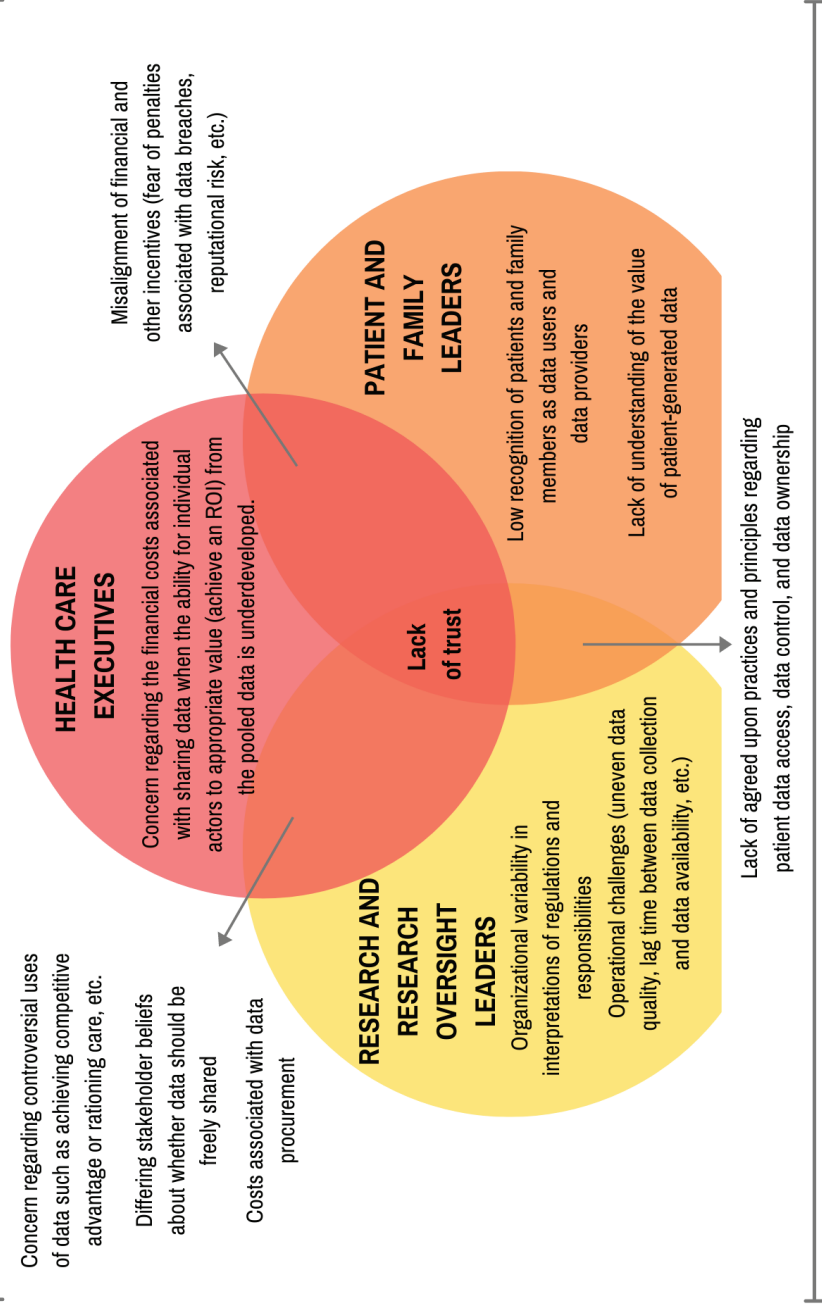 Concern regarding controversial uses
of data such as achieving competitive
advantage or rationing care, etc.
Differing stakeholder beliefs
about whether data should be
freely shared
Costs associated with data
procurement
HEALTH CARE
EXECUTIVES
Concern regarding the financial costs associated
with sharing data when the ability for individual
actors to appropriate value (achieve an ROI) from
the pooled data is underdeveloped.
Misalignment of financial and
other incentives (fear of penalties
associated with data breaches,
reputational risk, etc.)
Lack
of trust
RESEARCH AND
RESEARCH
OVERSIGHT
LEADERS
Organizational variability in
interpretations of regulations and
responsibilities
Operational challenges (uneven data
quality, lag time between data collection
and data availability, etc.)
PATIENT AND
FAMILY
LEADERS
Low recognition of patients and family
members as data users and
data providers
Lack of understanding of the value
of patient-generated data
Lack of agreed upon practices and principles regarding
patient data access, data control, and data ownership